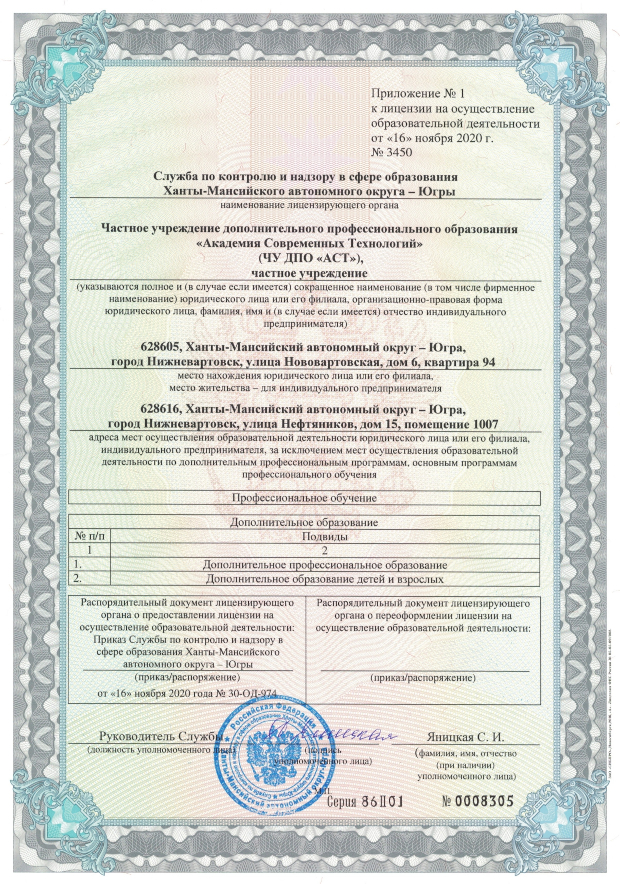 Приложение № 1
к лицензии на осуществление
образовательной деятельности
от «16» ноября 2020 г.
№ 3450
Служба по контролю и надзору в сфере образования
Ханты-Мансийского автономного округа – Югры
наименование лицензирующего органа
Частное учреждение дополнительного профессионального образования
«Академия Современных Технологий»
(ЧУ ДПО «АСТ»),
частное учреждение
(указываются полное и (в случае если имеется) сокращенное наименование (в том числе фирменное
наименование) юридического лица или его филиала, организационно-правовая форма
юридического лица, фамилия, имя и (в случае если имеется) отчество индивидуального
предпринимателя)
628605, Ханты-Мансийский автономный округ – Югра,
город Нижневартовск, улица Нововартовская, дом 6, квартира 94
место нахождения юридического лица или его филиала,
место жительства – для индивидуального предпринимателя
628616, Ханты-Мансийский автономный округ – Югра,
город Нижневартовск, улица Нефтяников, дом 15, помещение 1007
адреса мест осуществления образовательной деятельности юридического лица или его филиала,
индивидуального предпринимателя, за исключением мест осуществления образовательной
деятельности по дополнительным профессиональным программам, основным программам
профессионального обучения
Профессиональное обучение
Дополнительное образование
№ п/п Подвиды
1 2
1. Дополнительное профессиональное образование
2. Дополнительное образование детей и взрослых
Распорядительный документ лицензирующего
органа о предоставлении лицензии на
осуществление образовательной деятельности:
Приказ Службы по контролю и надзору в
сфере образования Ханты-Мансийского
автономного округа – Югры
(приказ/распоряжение)
от «16» ноября 2020 года № 30-ОД-974
Распорядительный документ лицензирующего
органа о переоформлении лицензии на
осуществление образовательной деятельности:
(приказ/распоряжение)
Руководитель Службы
(должность уполномоченного лица)
Российская Федерация
Ханты-Мансийский автономный округ
(подпись
уполномоченного лица)
Яницкая С. И.
(фамилия, имя, отчество
(при наличии)
уполномоченного лица)
М.П.
Серия 86П01 № 0008305